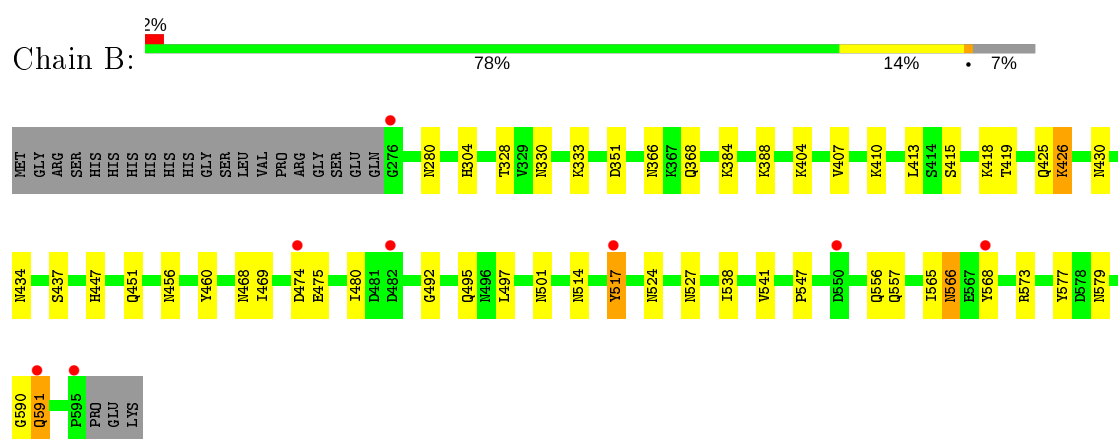 2%
Chain B:
78% 14% • 7%
MET GLY ARG SER HIS HIS HIS HIS HIS HIS GLY SER LEU VAL PRO ARG GLY SER GLU GLN G276 N280 H304 T328 V329 N330 K333 D351 N366 K367 Q368 K384 K388 K404 V407 K410 L413 S414 S415 K418 T419 Q425 K426 N430
N434 S437 H447 Q451 N456 Y460 N468 I469 D474 E475 I480 D481 D482 G492 Q495 N496 L497 N501 N514 Y517 N524 N527 I538 V541 P547 D550 Q556 Q557 I565 N566 E567 Y568 R573 Y577 D578 N579
G590 Q591 P595 PRO GLU LYS